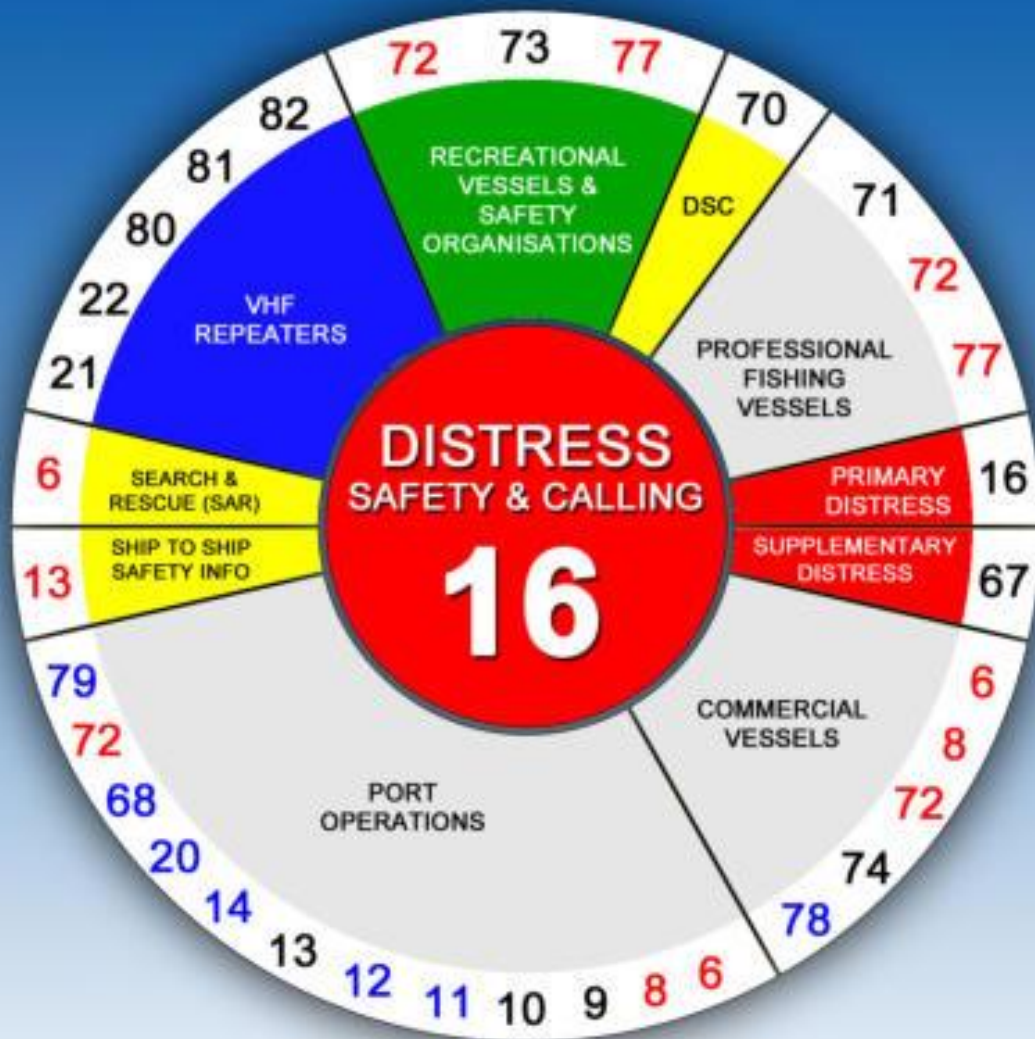 72 73 77
RECREATIONAL
VESSELS &
SAFETY
ORGANISATIONS
70
DSC
71
72
77
PROFESSIONAL
FISHING
VESSELS
16
PRIMARY
DISTRESS
67
SUPPLEMENTARY
DISTRESS
6
8
72
74
78
COMMERCIAL
VESSELS
6
8
9
10
11
12
13
14
20
68
72
79
PORT
OPERATIONS
13
SHIP TO SHIP
SAFETY INFO
6
SEARCH &
RESCUE (SAR)
21
22
80
81
82
VHF
REPEATERS
DISTRESS
SAFETY & CALLING
16